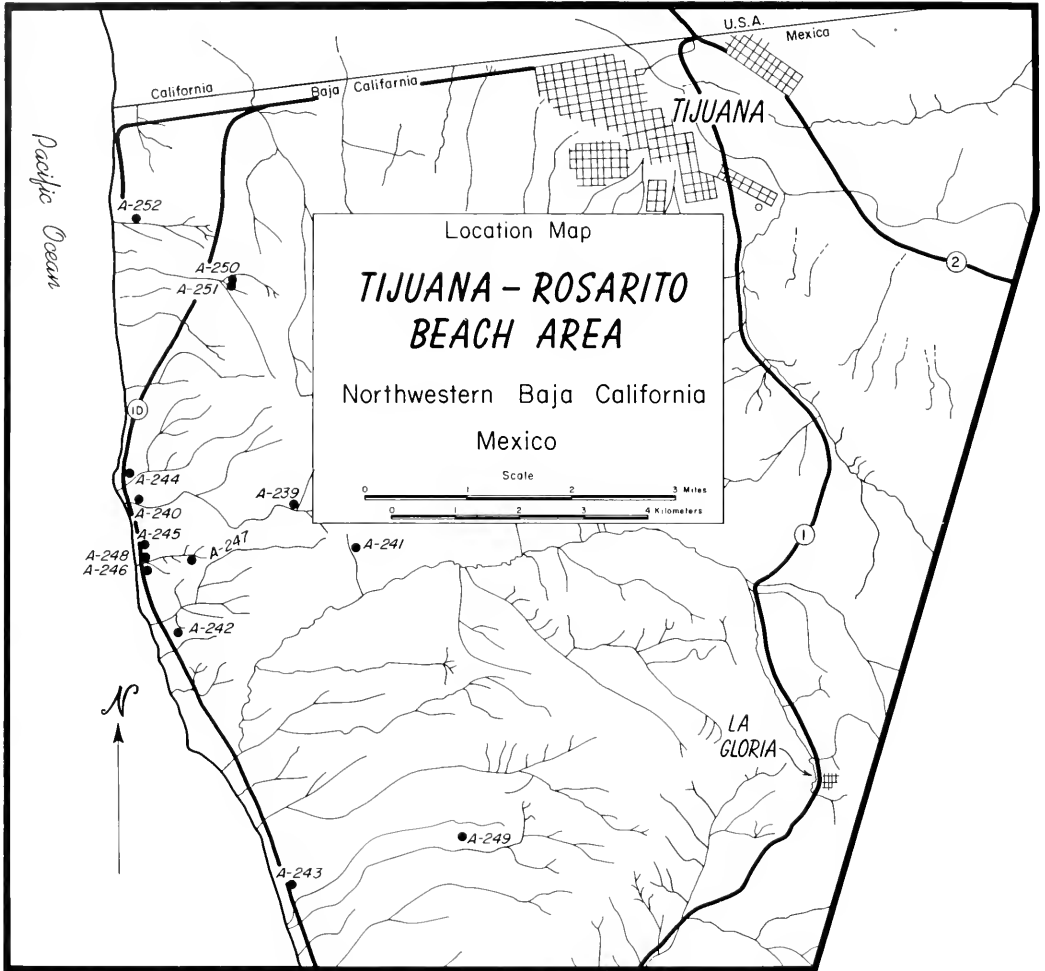 U.S.A.
Mexico
California
Baja California
TIJUANA
Pacific Ocean
A-252
A-250
A-251
2
Location Map
TIJUANA – ROSARITO
BEACH AREA
Northwestern Baja California
Mexico
Scale
0 1 2 3 Miles
0 1 2 3 4 Kilometers
1D
A-244
A-239
A-240
A-245
A-247
A-248
A-246
A-241
1
A-242
N
LA
GLORIA
A-249
A-243